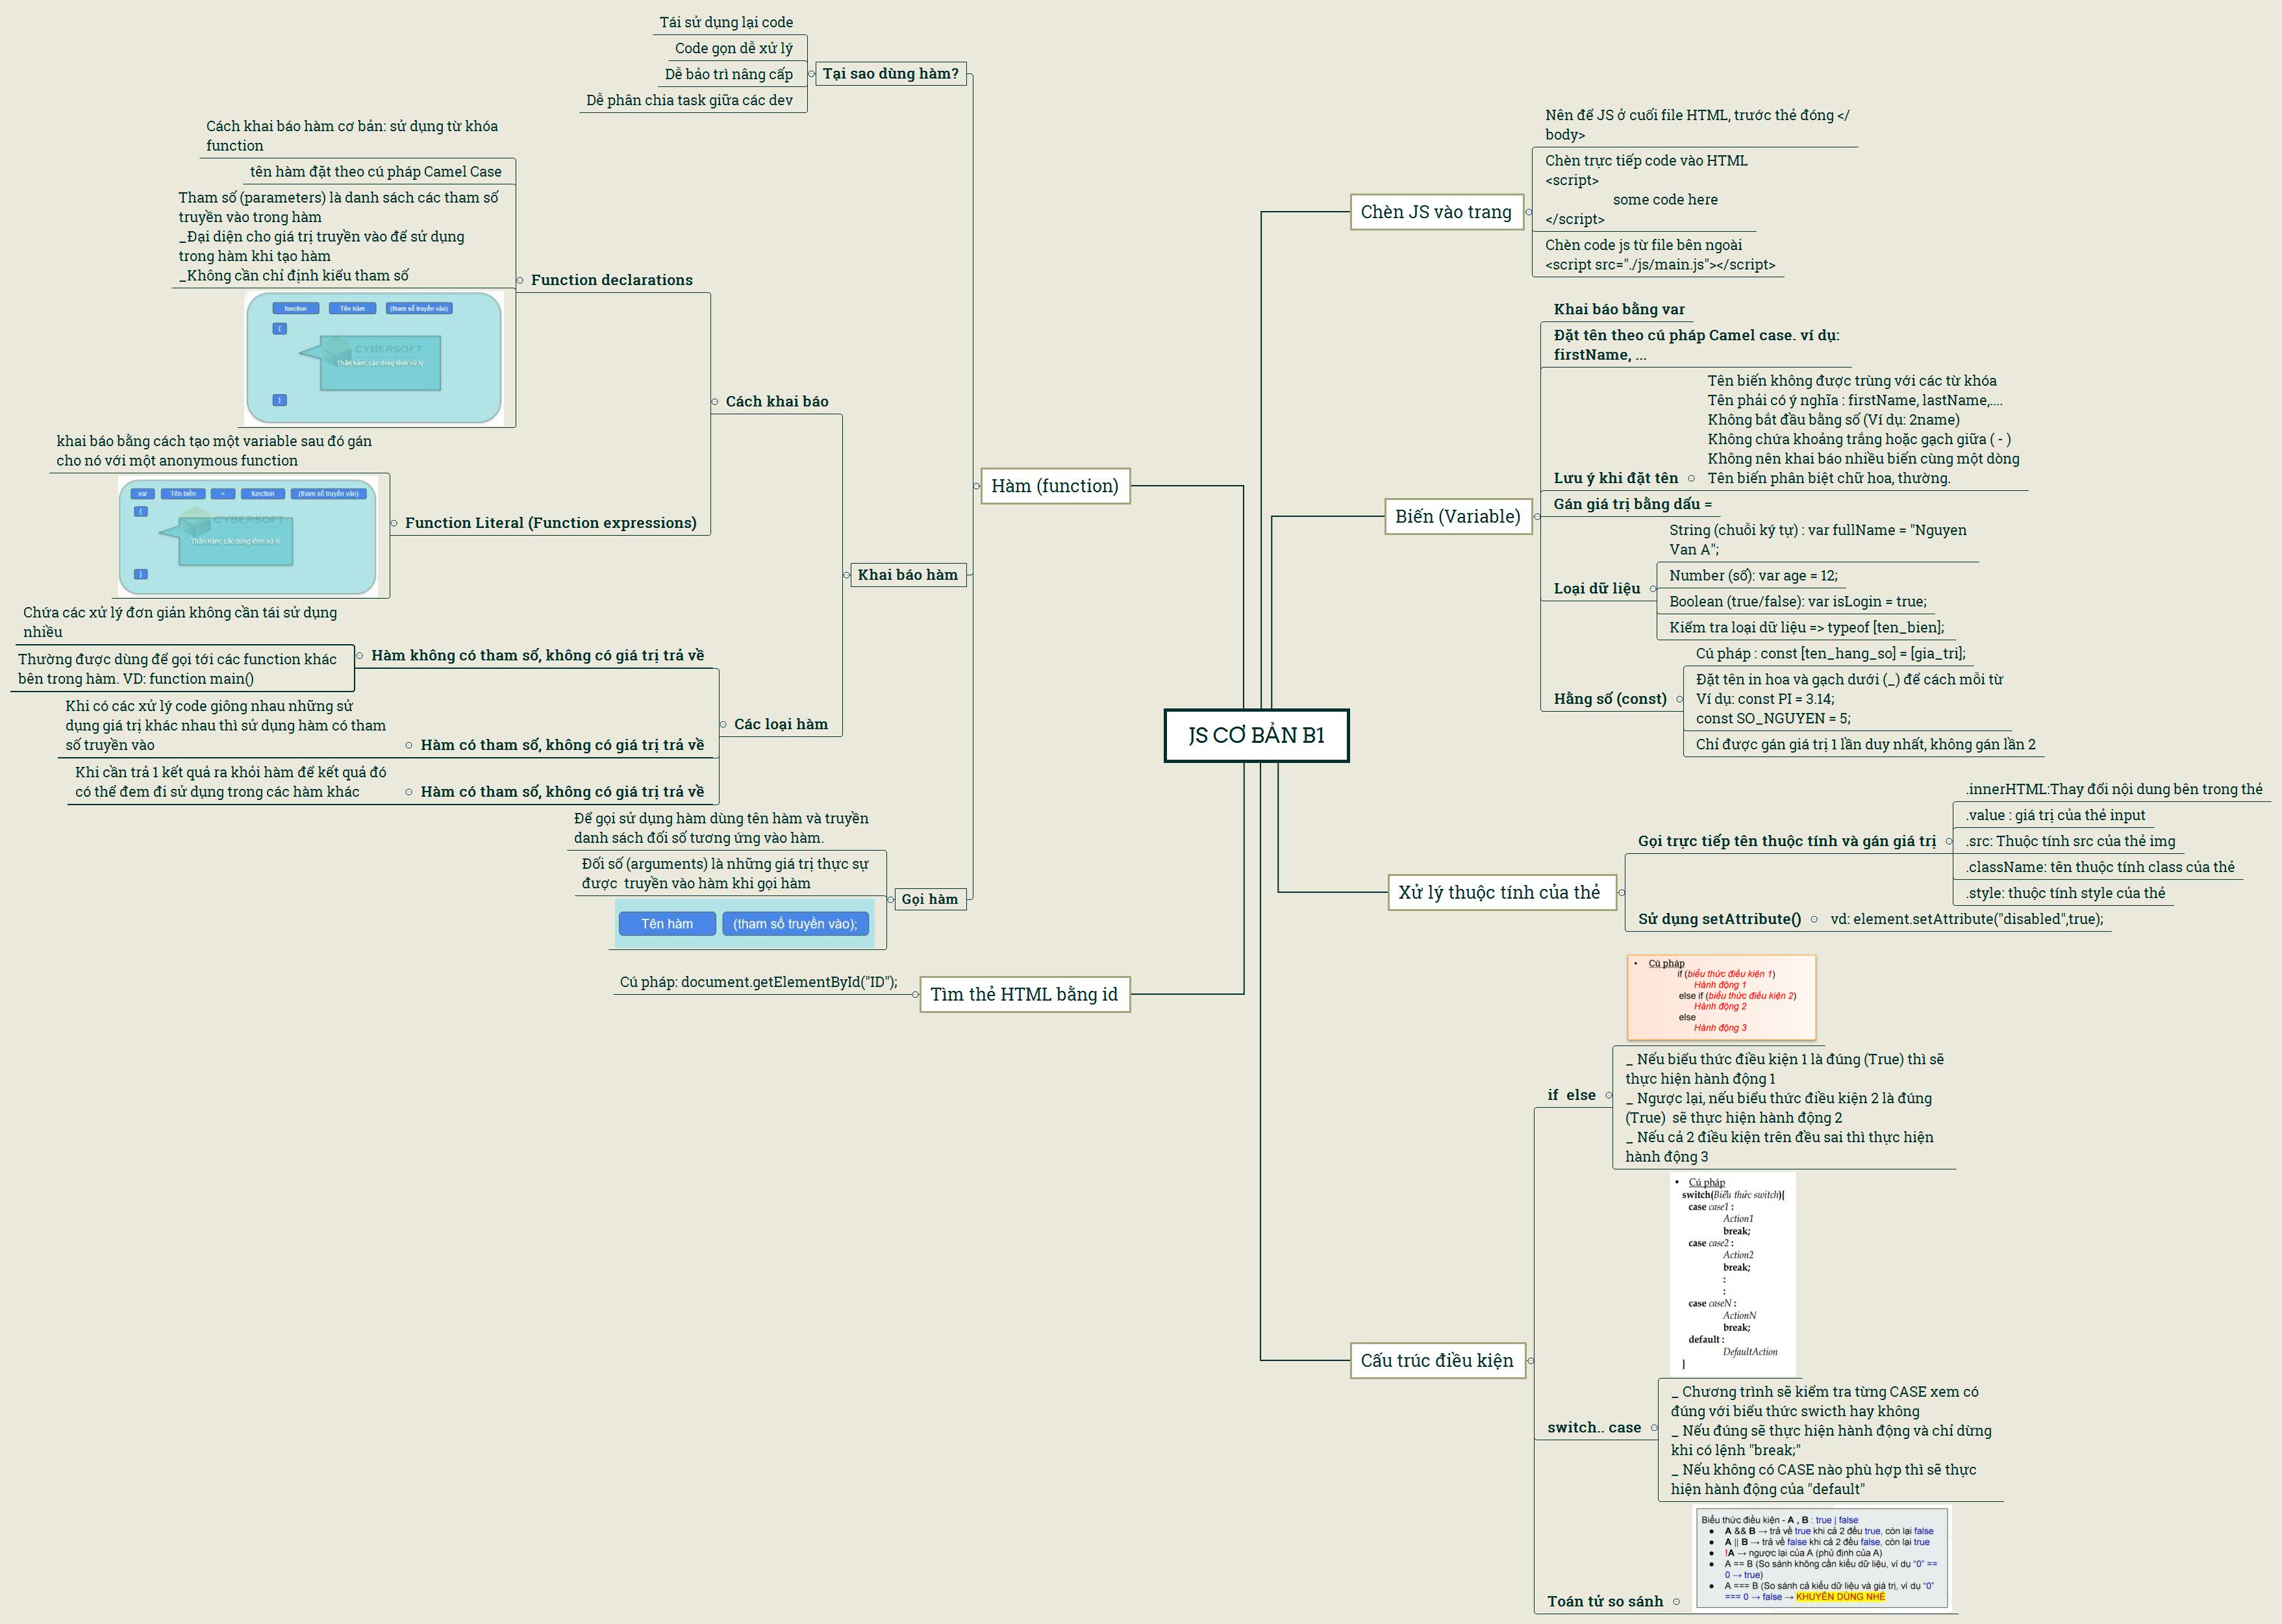 JS CƠ BẢN B1
Chèn JS vào trang
Nên để JS ở cuối file HTML, trước thẻ đóng </
body>
Chèn trực tiếp code vào HTML
<script>
some code here
</script>
Chèn code js từ file bên ngoài
<script src="./js/main.js"></script>
Biến (Variable)
Khai báo bằng var
Đặt tên theo cú pháp Camel case. ví dụ:
firstName, ...
Lưu ý khi đặt tên
Tên biến không được trùng với các từ khóa
Tên phải có ý nghĩa : firstName, lastName,....
Không bắt đầu bằng số (Ví dụ: 2name)
Không chứa khoảng trắng hoặc gạch giữa ( - )
Không nên khai báo nhiều biến cùng một dòng
Tên biến phân biệt chữ hoa, thường.
Gán giá trị bằng dấu =
Loại dữ liệu
String (chuỗi ký tự) : var fullName = "Nguyen
Van A";
Number (số): var age = 12;
Boolean (true/false): var isLogin = true;
Kiểm tra loại dữ liệu => typeof [ten_bien];
Hằng số (const)
Cú pháp : const [ten_hang_so] = [gia_tri];
Đặt tên in hoa và gạch dưới (_) để cách mỗi từ
Ví dụ: const PI = 3.14;
const SO_NGUYEN = 5;
Chỉ được gán giá trị 1 lần duy nhất, không gán lần 2
Xử lý thuộc tính của thẻ
Gọi trực tiếp tên thuộc tính và gán giá trị
.innerHTML:Thay đổi nội dung bên trong thẻ
.value : giá trị của thẻ input
.src: Thuộc tính src của thẻ img
.className: tên thuộc tính class của thẻ
.style: thuộc tính style của thẻ
Sử dụng setAttribute()
vd: element.setAttribute("disabled",true);
Cấu trúc điều kiện
if  else
• Cú pháp
if (biểu thức điều kiện 1)
Hành động 1
else if (biểu thức điều kiện 2)
Hành động 2
else
Hành động 3
_ Nếu biểu thức điều kiện 1 là đúng (True) thì sẽ
thực hiện hành động 1
_ Ngược lại, nếu biểu thức điều kiện 2 là đúng
(True)  sẽ thực hiện hành động 2
_ Nếu cả 2 điều kiện trên đều sai thì thực hiện
hành động 3
switch.. case
• Cú pháp
switch(Biểu thức switch){
case case1 :
Action1
break;
case case2 :
Action2
break;
:
:
case caseN :
ActionN
break;
default :
DefaultAction
}
_ Chương trình sẽ kiểm tra từng CASE xem có
đúng với biểu thức swicth hay không
_ Nếu đúng sẽ thực hiện hành động và chỉ dừng
khi có lệnh "break;"
_ Nếu không có CASE nào phù hợp thì sẽ thực
hiện hành động của "default"
Toán tử so sánh
Biểu thức điều kiện - A , B : true | false
● A && B → trả về true khi cả 2 đều true, còn lại false
● A || B → trả về false khi cả 2 đều false, còn lại true
● !A → ngược lại của A (phủ định của A)
● A == B (So sánh không cần kiểu dữ liệu, ví dụ “0” ==
0 → true)
● A === B (So sánh cả kiểu dữ liệu và giá trị, ví dụ “0”
=== 0 → false → KHUYÊN DÙNG NHÉ
Hàm (function)
Tại sao dùng hàm?
Tái sử dụng lại code
Code gọn dễ xử lý
Dễ bảo trì nâng cấp
Dễ phân chia task giữa các dev
Khai báo hàm
Cách khai báo
Function declarations
Cách khai báo hàm cơ bản: sử dụng từ khóa
function
tên hàm đặt theo cú pháp Camel Case
Tham số (parameters) là danh sách các tham số
truyền vào trong hàm
_Đại diện cho giá trị truyền vào để sử dụng
trong hàm khi tạo hàm
_Không cần chỉ định kiểu tham số
function Tên hàm (tham số truyền vào)
{
CYBERSOFT
Thân hàm, các dòng lệnh xử lý
}
Function Literal (Function expressions)
khai báo bằng cách tạo một variable sau đó gán
cho nó với một anonymous function
var Tên biến = function (tham số truyền vào)
{
CYBERSOFT
Thân hàm, các dòng lệnh xử lý
}
Các loại hàm
Hàm không có tham số, không có giá trị trả về
Chứa các xử lý đơn giản không cần tái sử dụng
nhiều
Thường được dùng để gọi tới các function khác
bên trong hàm. VD: function main()
Hàm có tham số, không có giá trị trả về
Khi có các xử lý code giông nhau những sử
dụng giá trị khác nhau thì sử dụng hàm có tham
số truyền vào
Hàm có tham số, không có giá trị trả về
Khi cần trả 1 kết quả ra khỏi hàm để kết quả đó
có thể đem đi sử dụng trong các hàm khác
Gọi hàm
Để gọi sử dụng hàm dùng tên hàm và truyền
danh sách đối số tương ứng vào hàm.
Đối số (arguments) là những giá trị thực sự
được  truyền vào hàm khi gọi hàm
Tên hàm (tham số truyền vào);
Tìm thẻ HTML bằng id
Cú pháp: document.getElementById("ID");